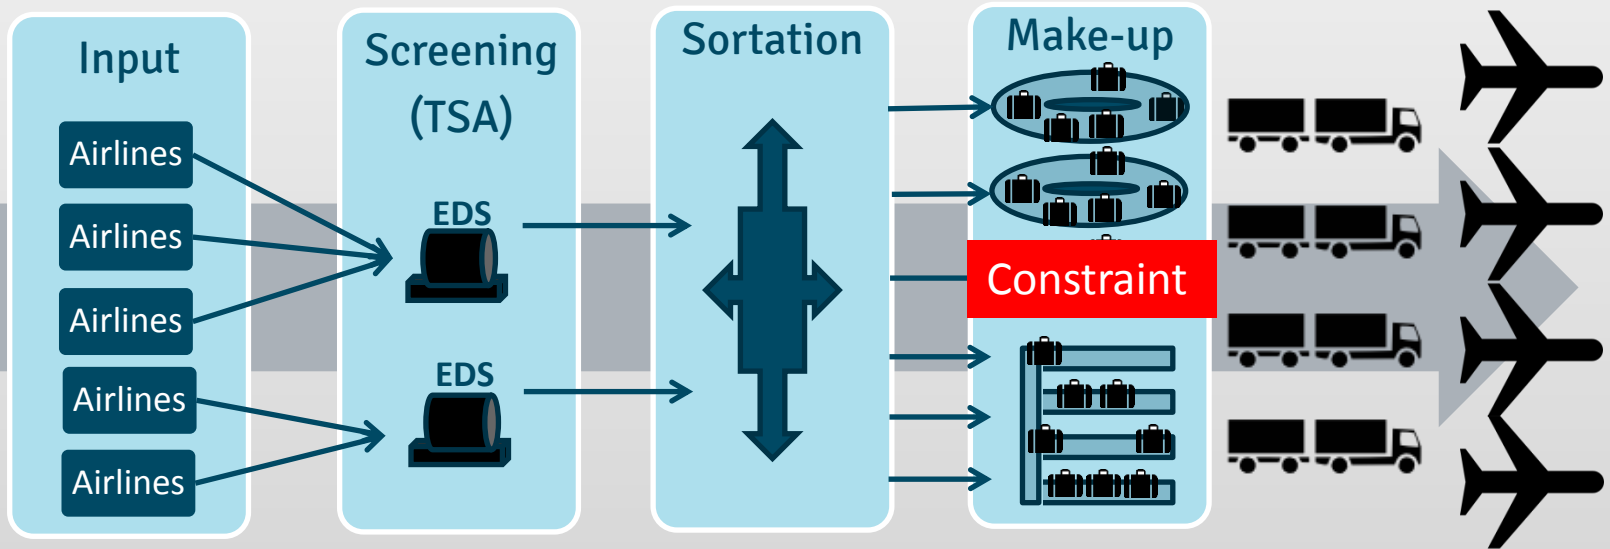 Input
Airlines
Airlines
Airlines
Airlines
Airlines
Screening
(TSA)
EDS
EDS
Sortation
Make-up
Constraint